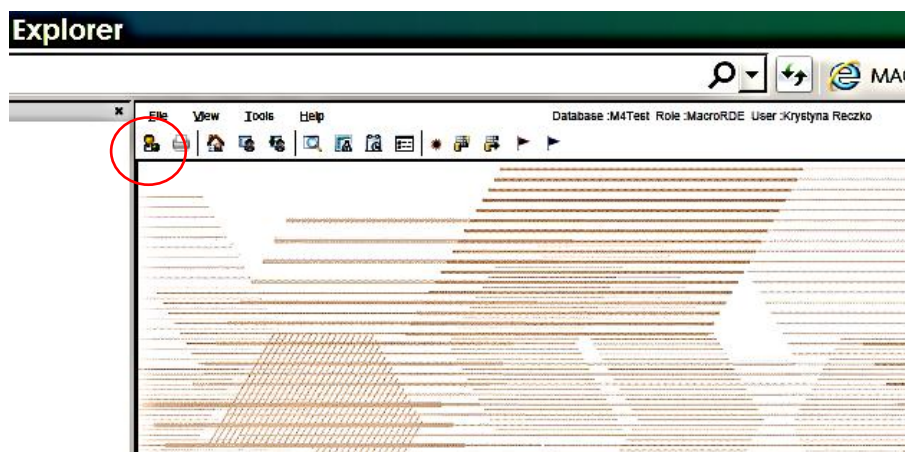 Explorer
MAC
File View Tools Help Database :M4Test Role :MacroRDE User :Krystyna Reczko